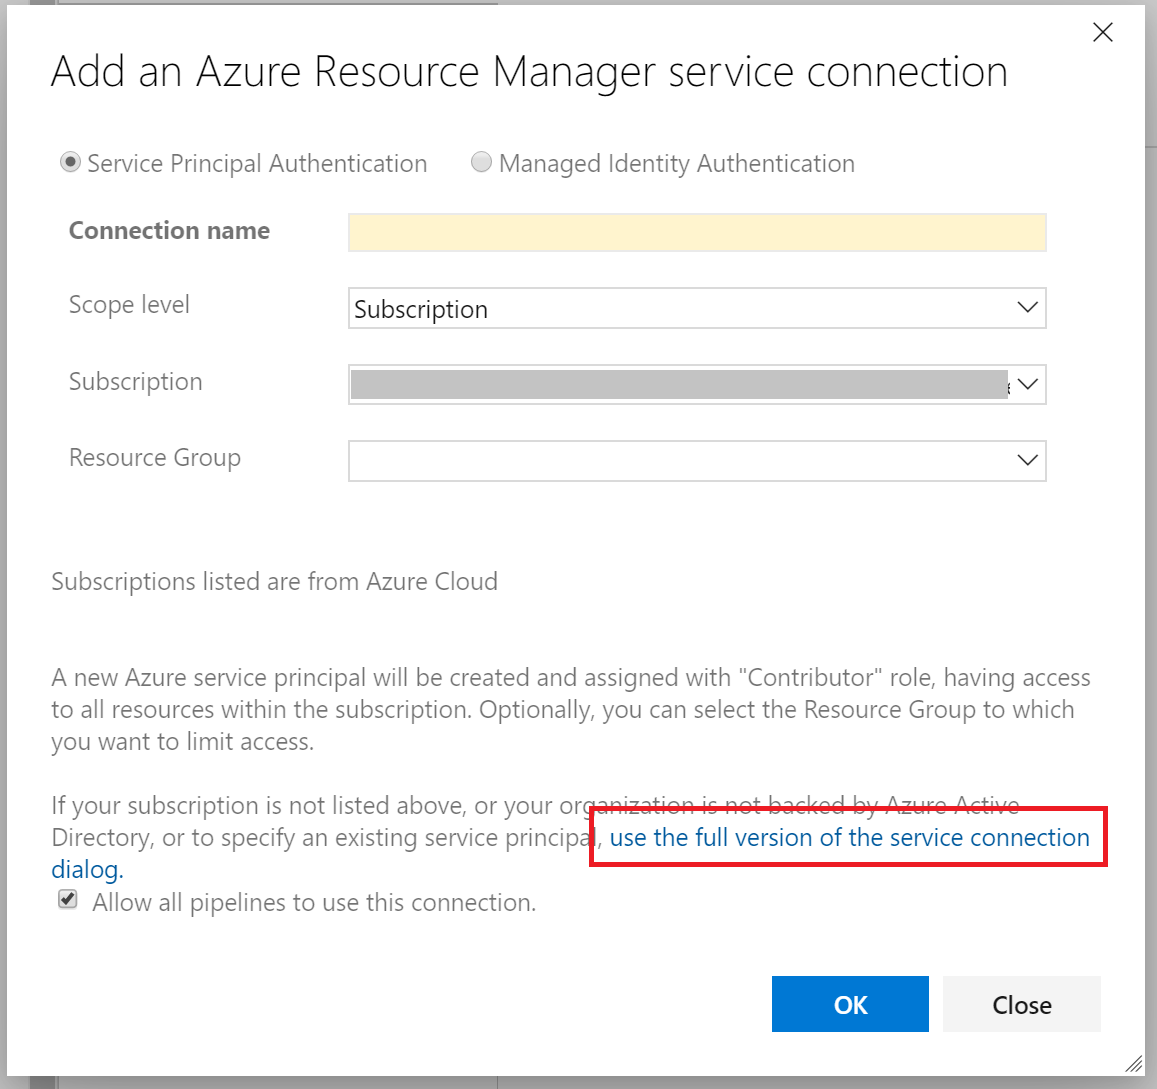 Add an Azure Resource Manager service connection
Service Principal Authentication Managed Identity Authentication
Connection name
Scope level Subscription
Subscription
Resource Group
Subscriptions listed are from Azure Cloud
A new Azure service principal will be created and assigned with "Contributor" role, having access
to all resources within the subscription. Optionally, you can select the Resource Group to which
you want to limit access.
If your subscription is not listed above, or your organization is not backed by Azure Active
Directory, or to specify an existing service principal, use the full version of the service connection
dialog.
Allow all pipelines to use this connection.
OK Close